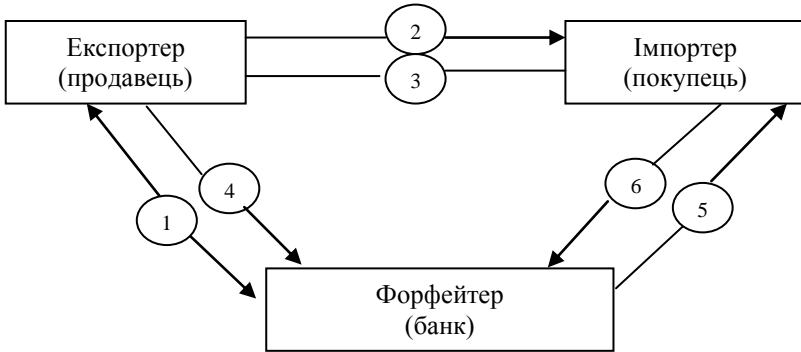 Експортер
(продавець)
2
3
Імпортер
(покупець)
1
4
6
5
Форфейтер
(банк)